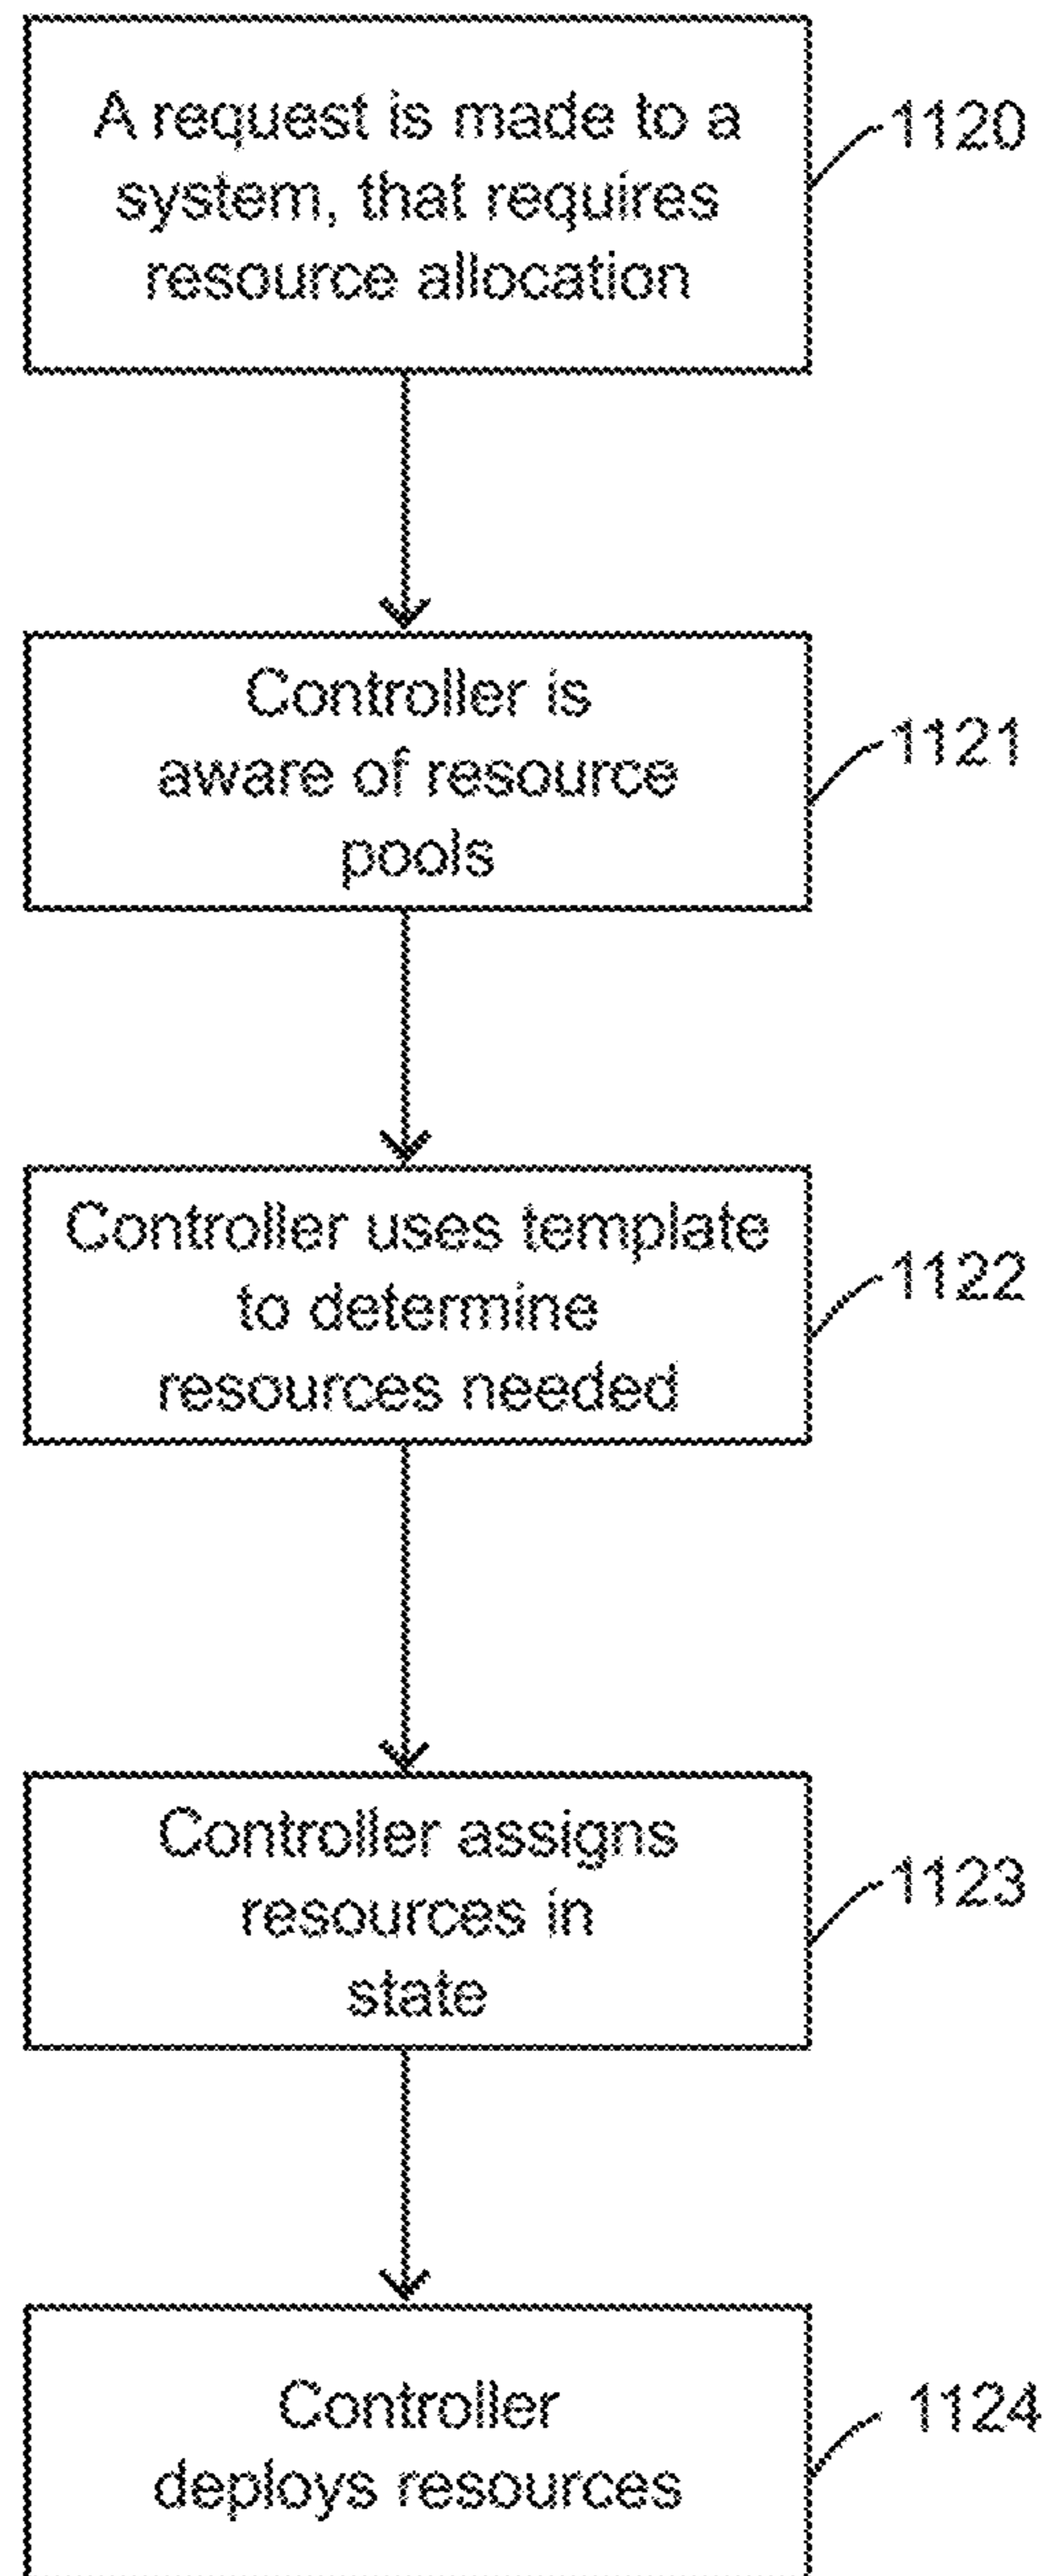 A request is made to a
system, that requires
resource allocation
1120
Controller is
aware of resource
pools
1121
Controller uses template
to determine
resources needed
1122
Controller assigns
resources in
state
1123
Controller
deploys resources
1124